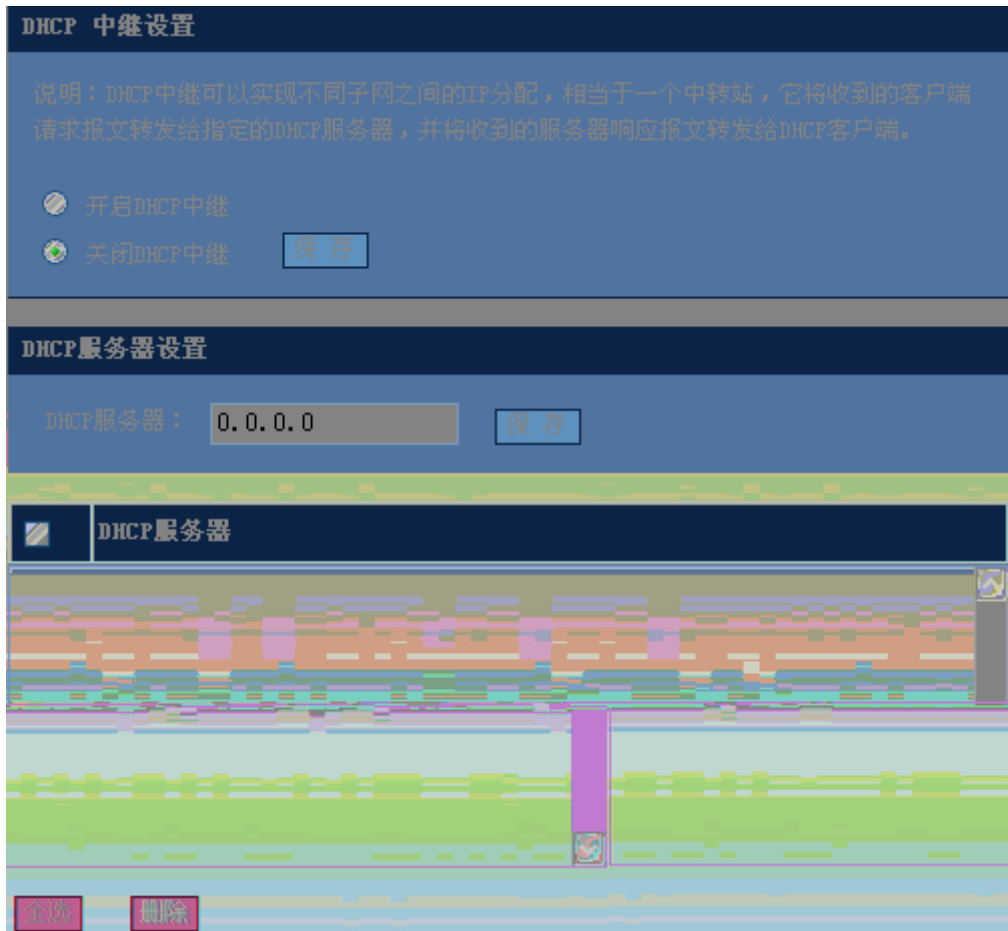 DHCP 中继设置
说明：DHCP中继可以实现不同子网之间的IP分配，相当于一个中转站，它将收到的客户端
请求报文转发给指定的DHCP服务器，并将收到的服务器响应报文转发给DHCP客户端。
开启DHCP中继
关闭DHCP中继 保 存
DHCP服务器设置
DHCP服务器： 0.0.0.0 保 存
DHCP服务器
全选 删除